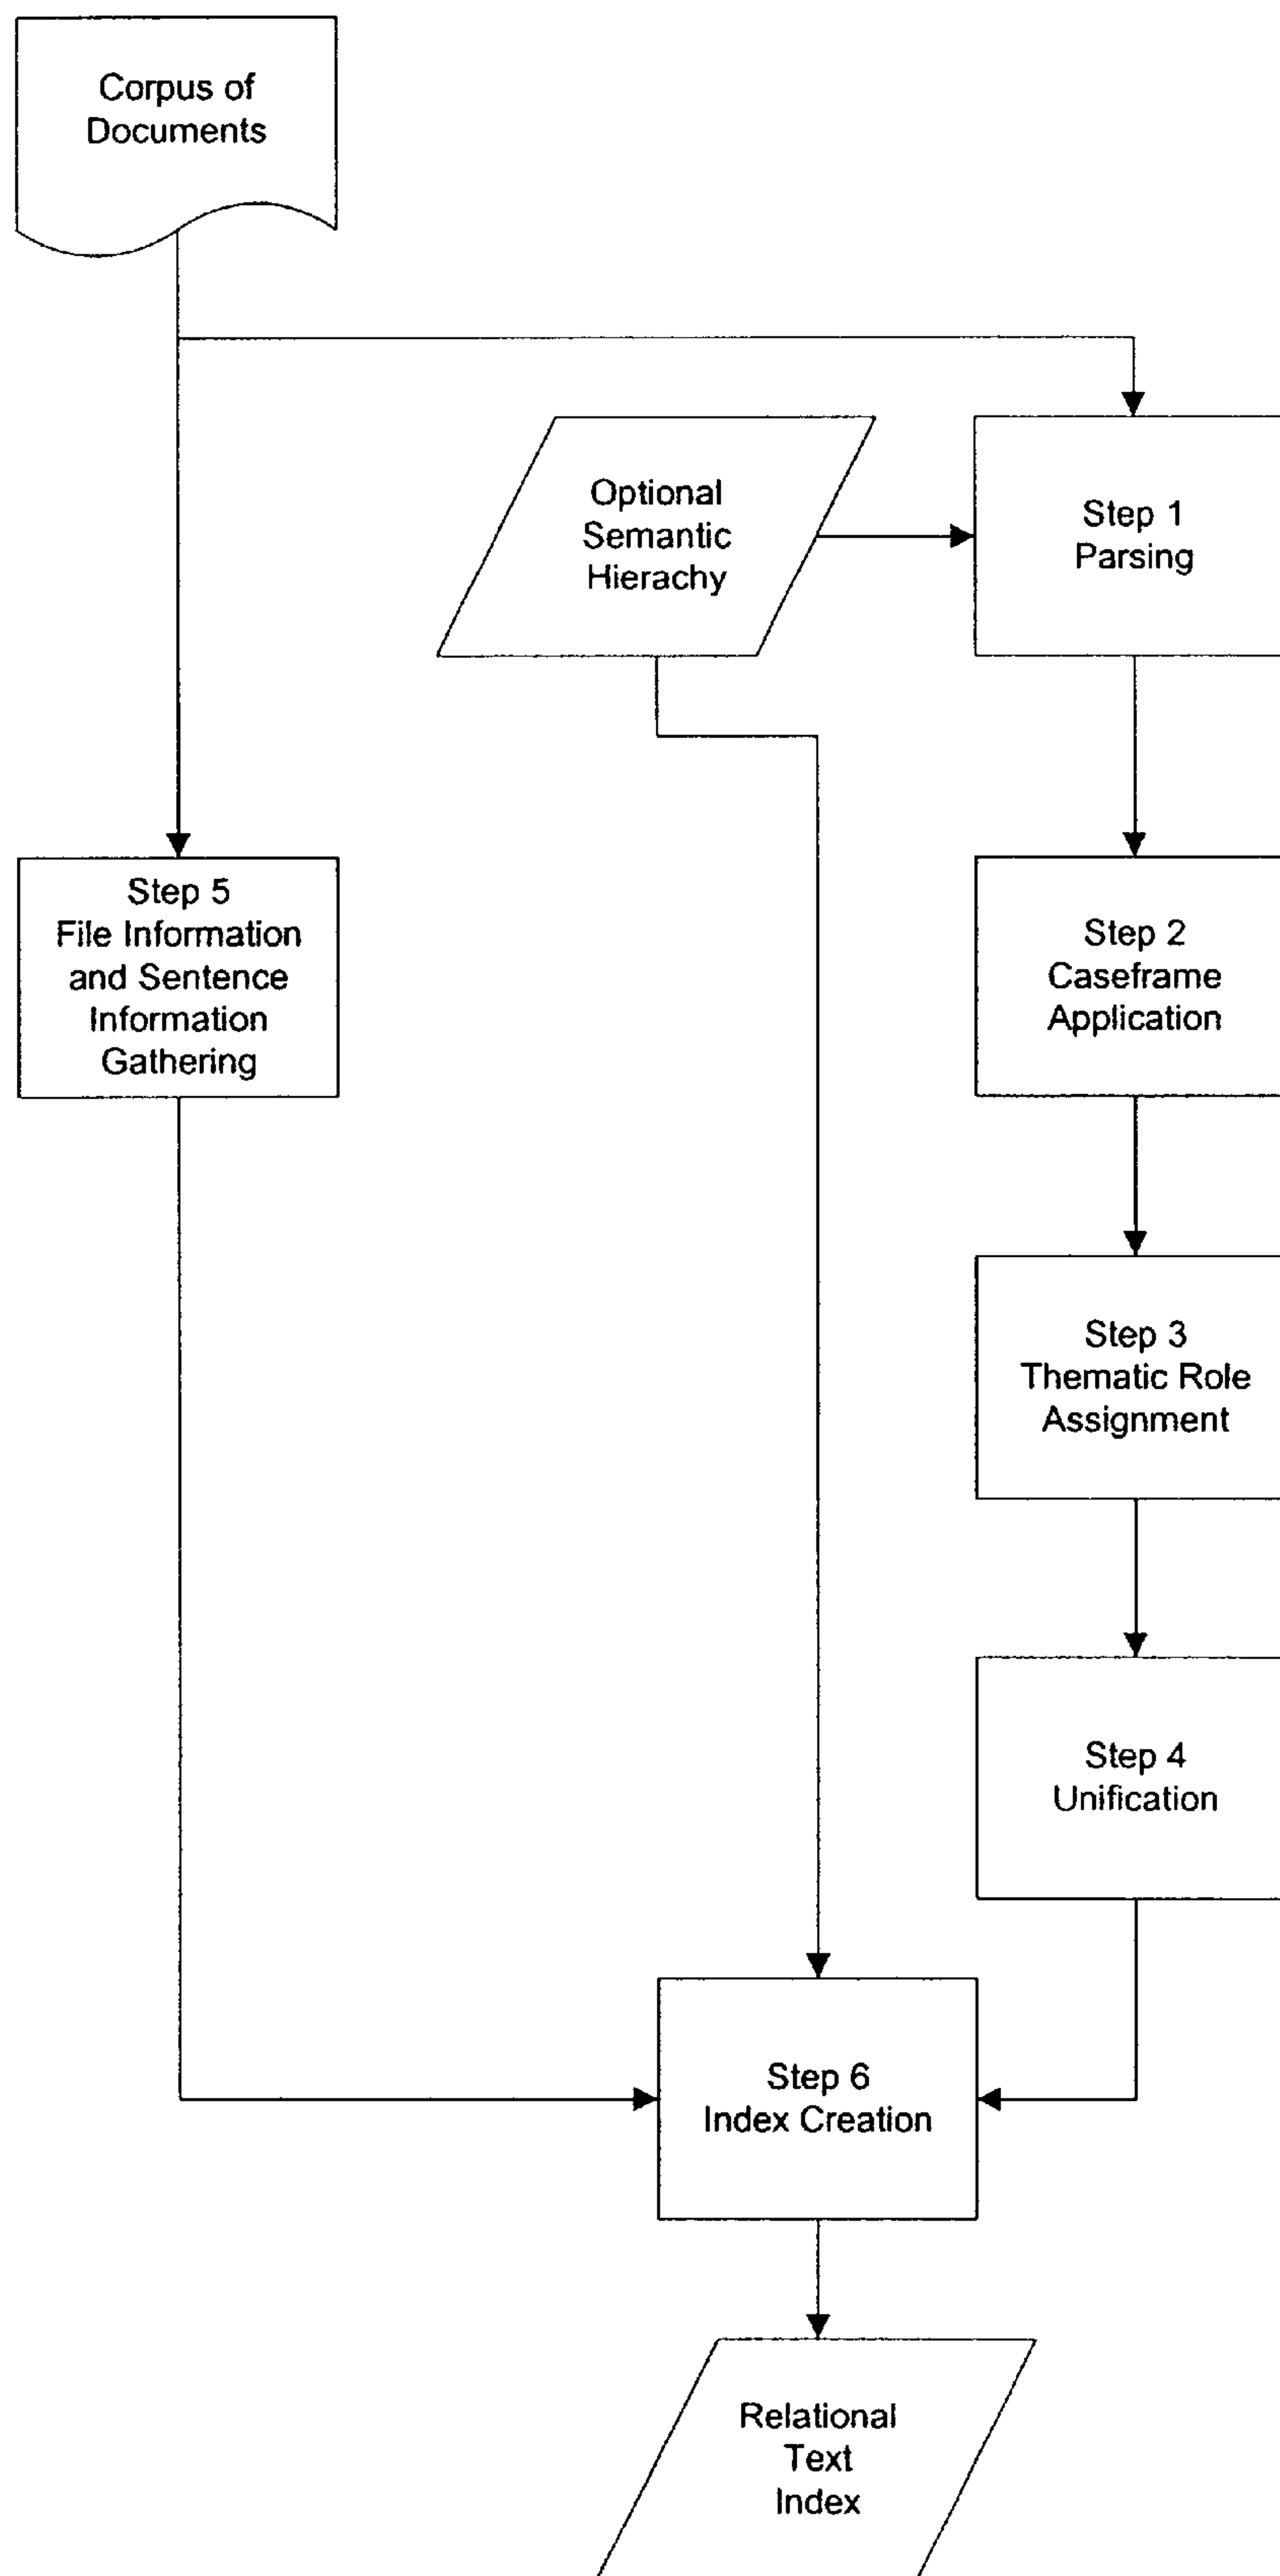 Corpus of
Documents
Optional
Semantic
Hierachy
Step 1
Parsing
Step 5
File Information
and Sentence
Information
Gathering
Step 2
Caseframe
Application
Step 3
Thematic Role
Assignment
Step 4
Unification
Step 6
Index Creation
Relational
Text
Index